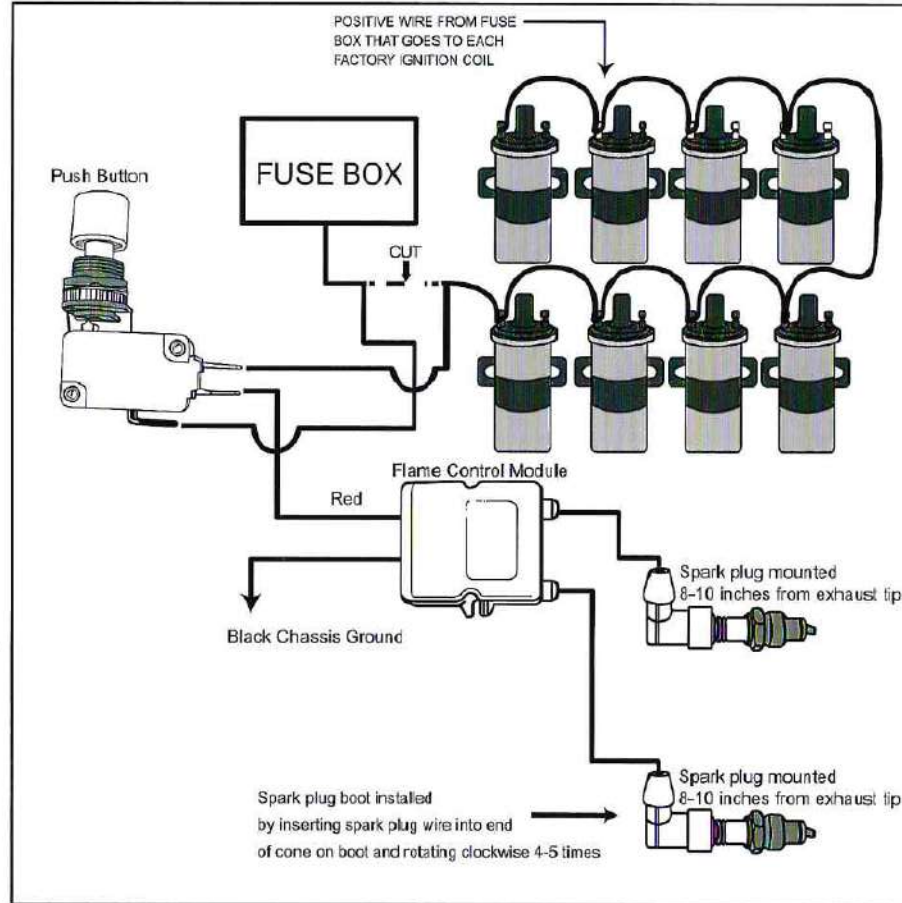 POSITIVE WIRE FROM FUSE
BOX THAT GOES TO EACH
FACTORY IGNITION COIL
FUSE BOX
Push Button
CUT
Flame Control Module
Red
Black Chassis Ground
Spark plug mounted
8-10 inches from exhaust tip
Spark plug mounted
8-10 inches from exhaust tip
Spark plug boot installed
by inserting spark plug wire into end
of cone on boot and rotating clockwise 4-5 times